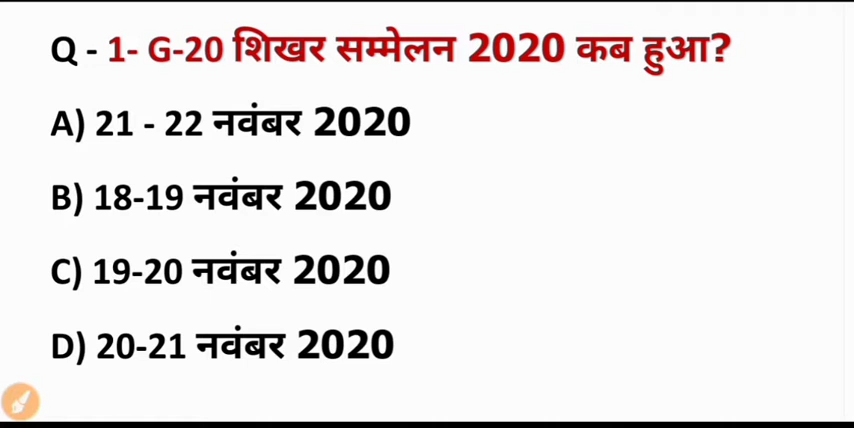 Q - 1- G-20 शिखर सम्मेलन 2020 कब हुआ?
A) 21 - 22 नवंबर 2020
B) 18-19 नवंबर 2020
C) 19-20 नवंबर 2020
D) 20-21 नवंबर 2020